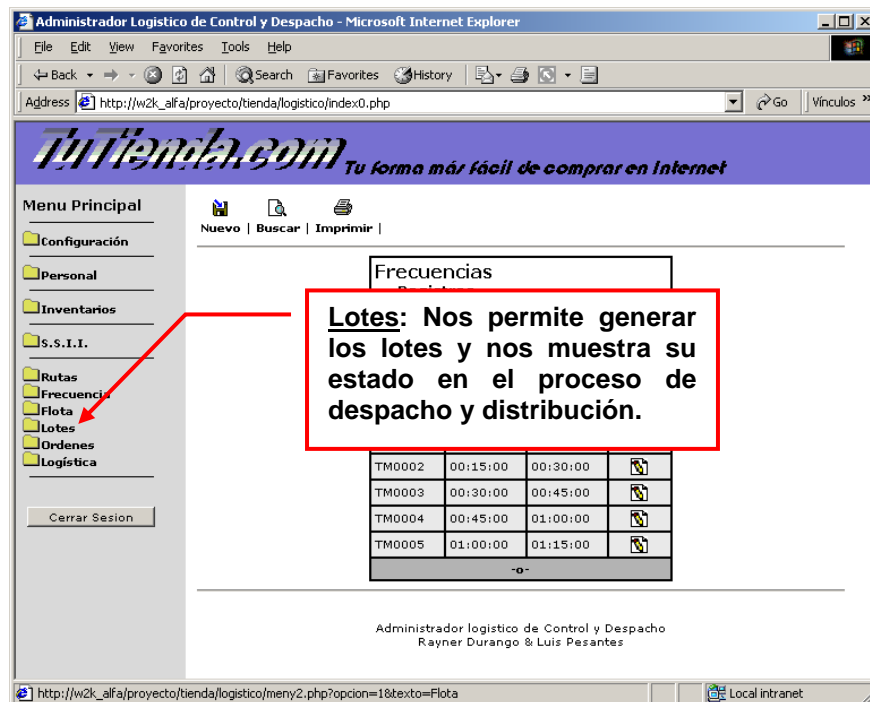 Administrador Logistico de Control y Despacho - Microsoft Internet Explorer
File Edit View Favorites Tools Help
Back Search Favorites History
Address http://w2k_alfa/proyecto/tienda/logistico/index0.php Go Vínculos »
TuTienda.com Tu forma más fácil de comprar en Internet
Menu Principal
Configuración
Personal
Inventarios
S.S.I.I.
Rutas
Frecuencia
Flota
Lotes
Ordenes
Logística
Cerrar Sesion
Nuevo | Buscar | Imprimir |
Frecuencias
Lotes: Nos permite generar
los lotes y nos muestra su
estado en el proceso de
despacho y distribución.
TM0002 00:15:00 00:30:00
TM0003 00:30:00 00:45:00
TM0004 00:45:00 01:00:00
TM0005 01:00:00 01:15:00
-o-
Administrador logistico de Control y Despacho
Rayner Durango & Luis Pesantes
http://w2k_alfa/proyecto/tienda/logistico/meny2.php?opcion=18&texto=Flota Local intranet